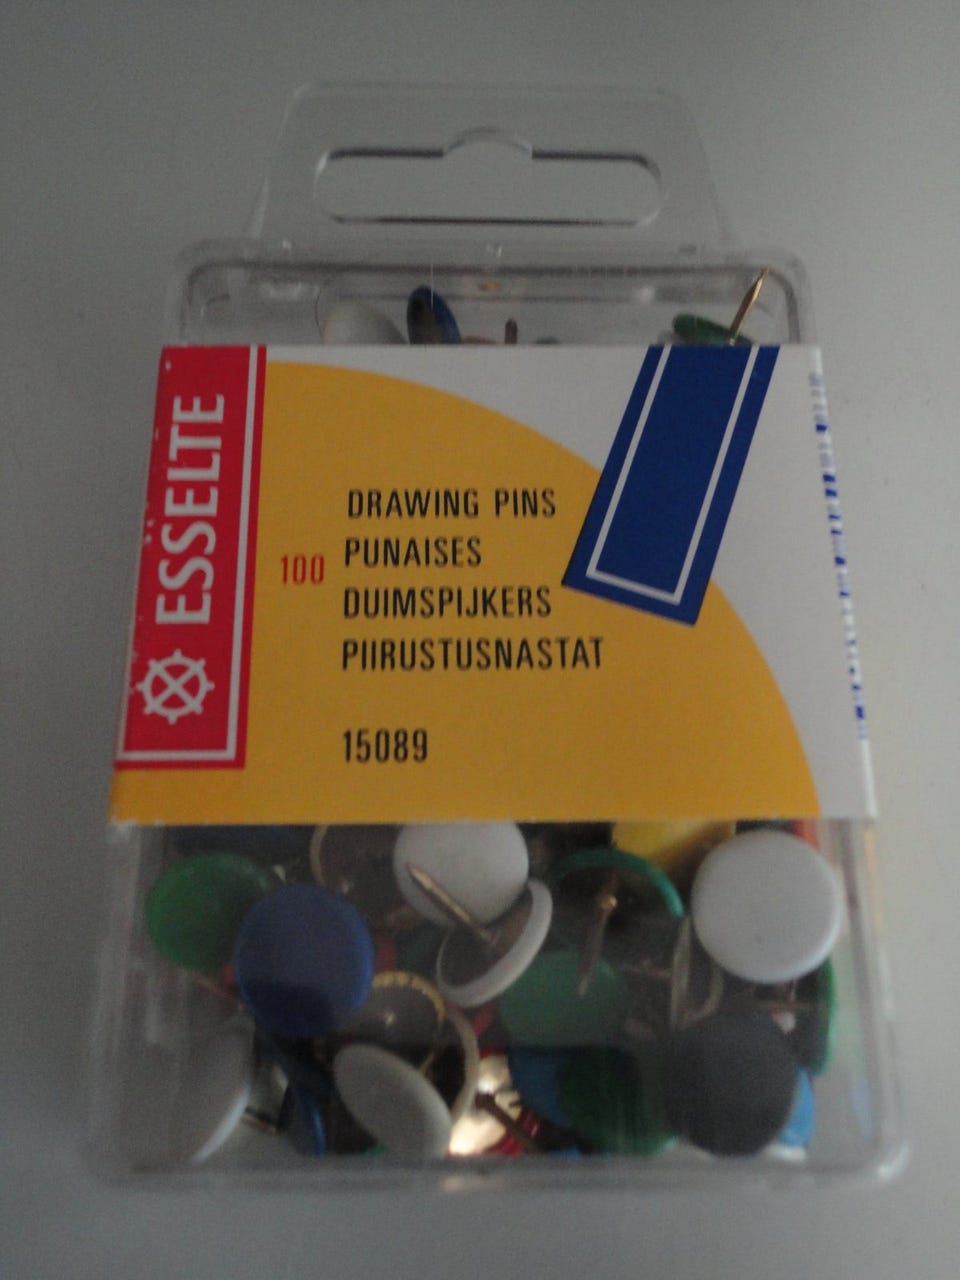 ESSELTE
100
DRAWING PINS
PUNAISES
DUIMSPIJKERS
PIIRUSTUSNASTAT
15089